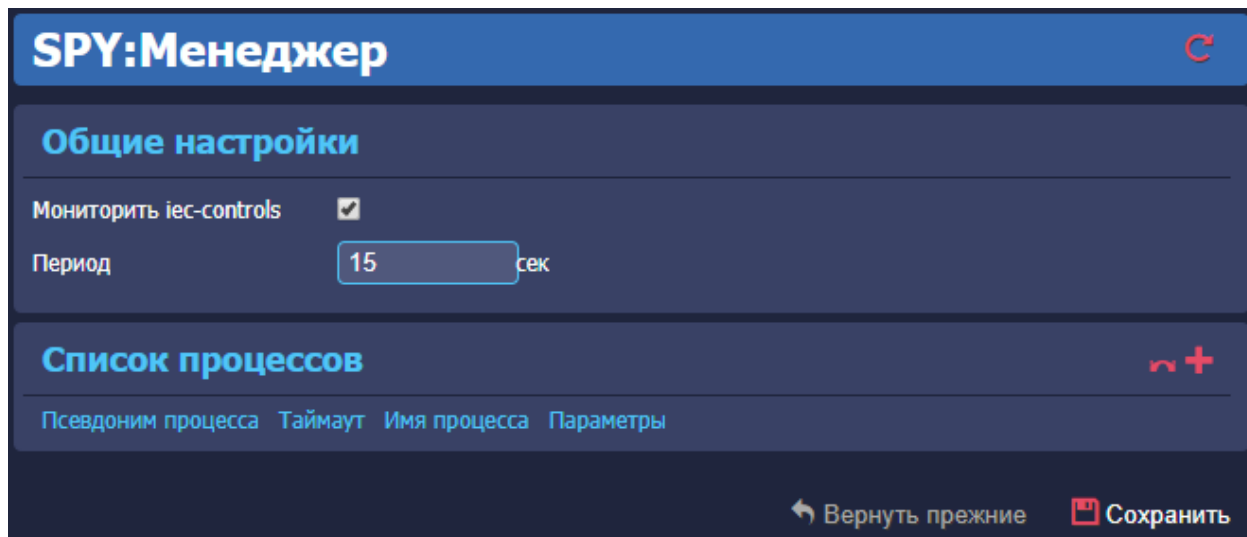 SPY:Менеджер
Общие настройки
Мониторить iec-controls
Период 15 сек
Список процессов
Псевдоним процесса Таймаут Имя процесса Параметры
Вернуть прежние Сохранить